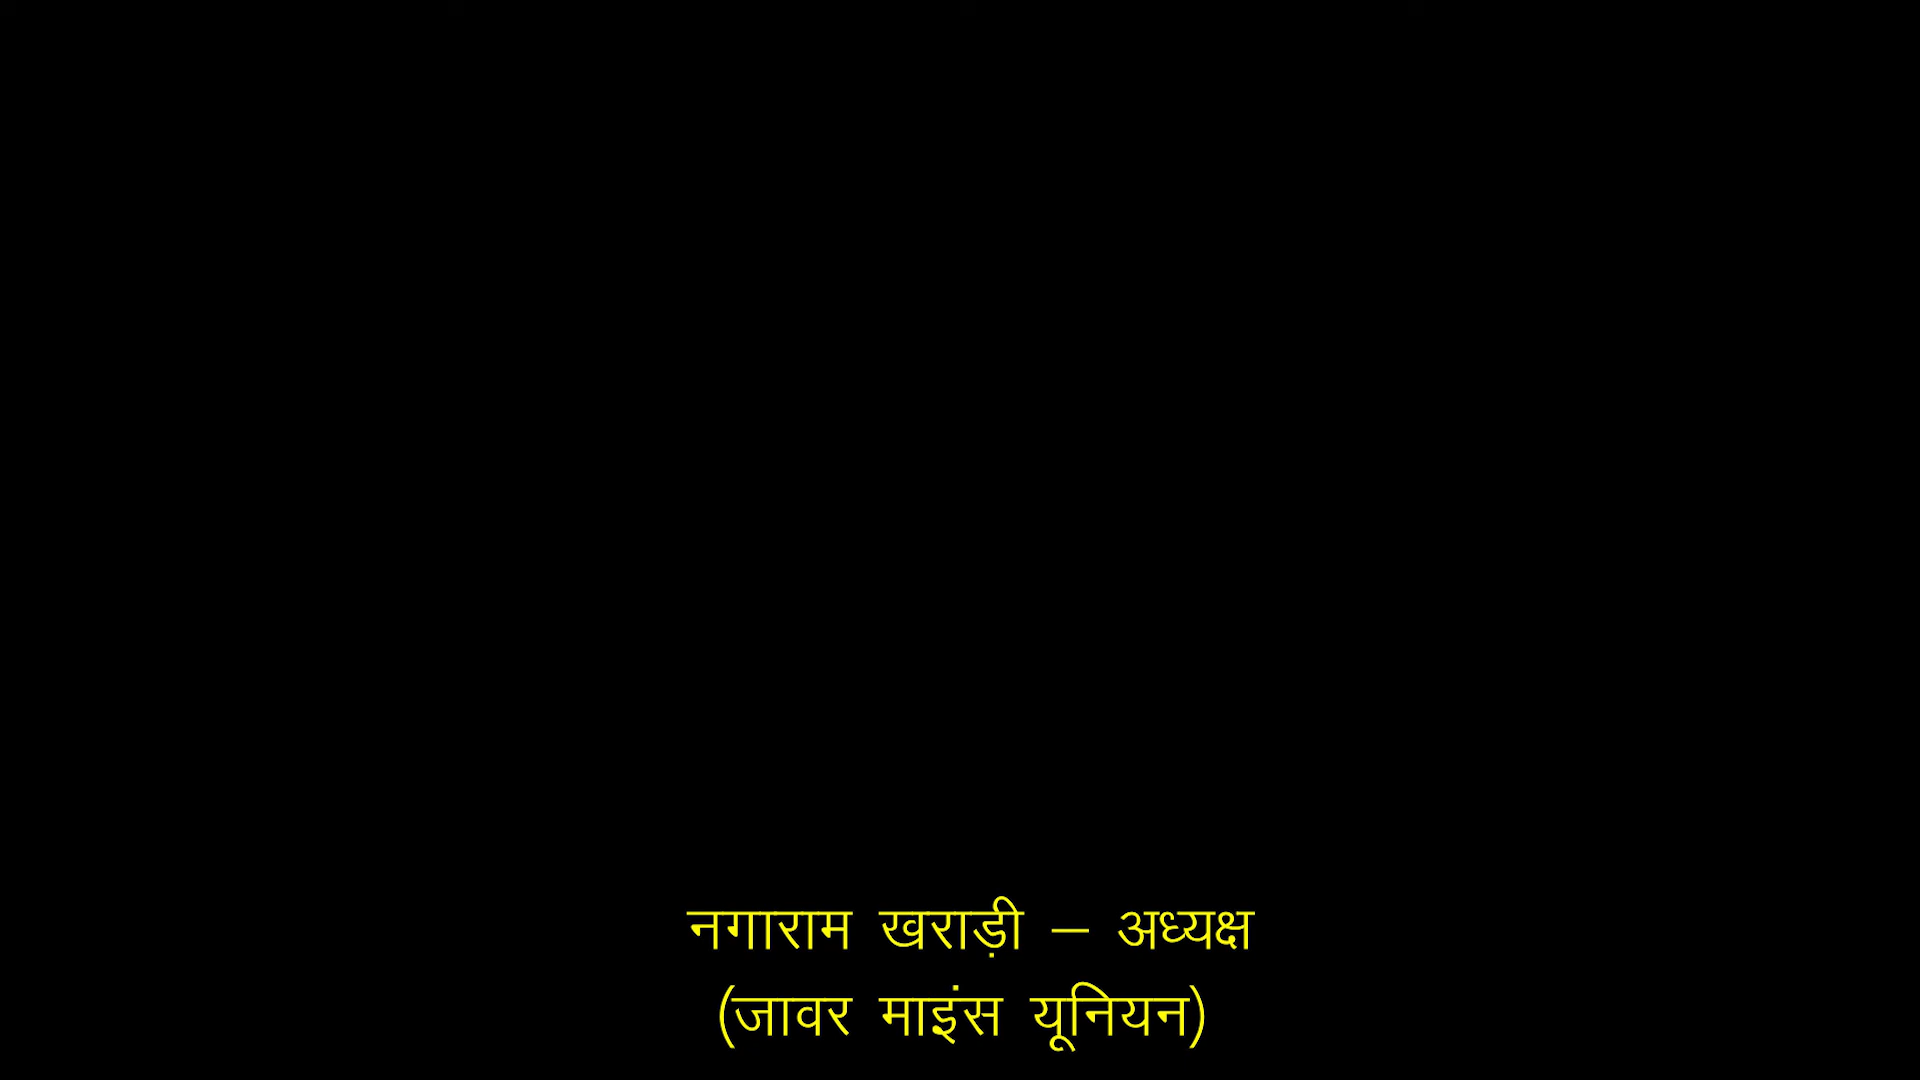 नगाराम खराड़ी – अध्यक्ष
(जावर माइंस यूनियन)